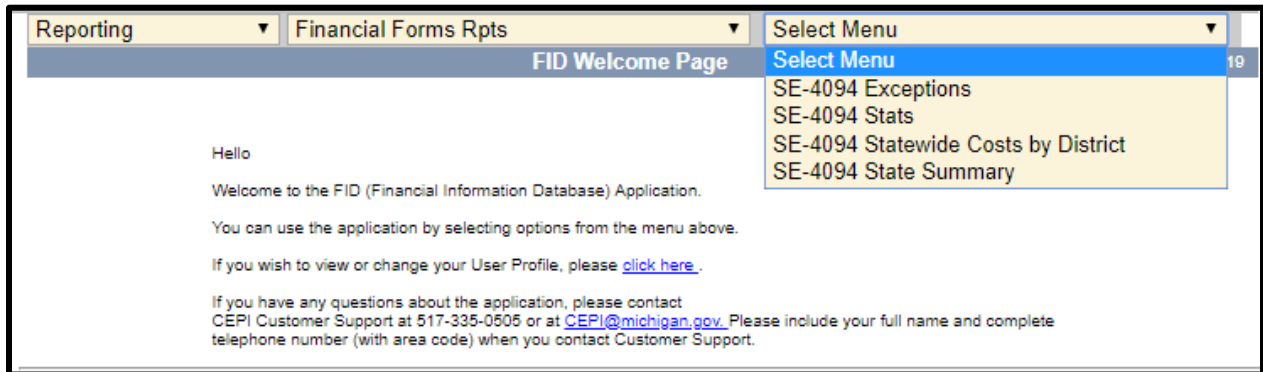 Reporting Financial Forms Rpts Select Menu
FID Welcome Page Select Menu 19
SE-4094 Exceptions
SE-4094 Stats
SE-4094 Statewide Costs by District
SE-4094 State Summary
Hello
Welcome to the FID (Financial Information Database) Application.
You can use the application by selecting options from the menu above.
If you wish to view or change your User Profile, please click here .
If you have any questions about the application, please contact
CEPI Customer Support at 517-335-0505 or at CEPI@michigan.gov. Please include your full name and complete
telephone number (with area code) when you contact Customer Support.